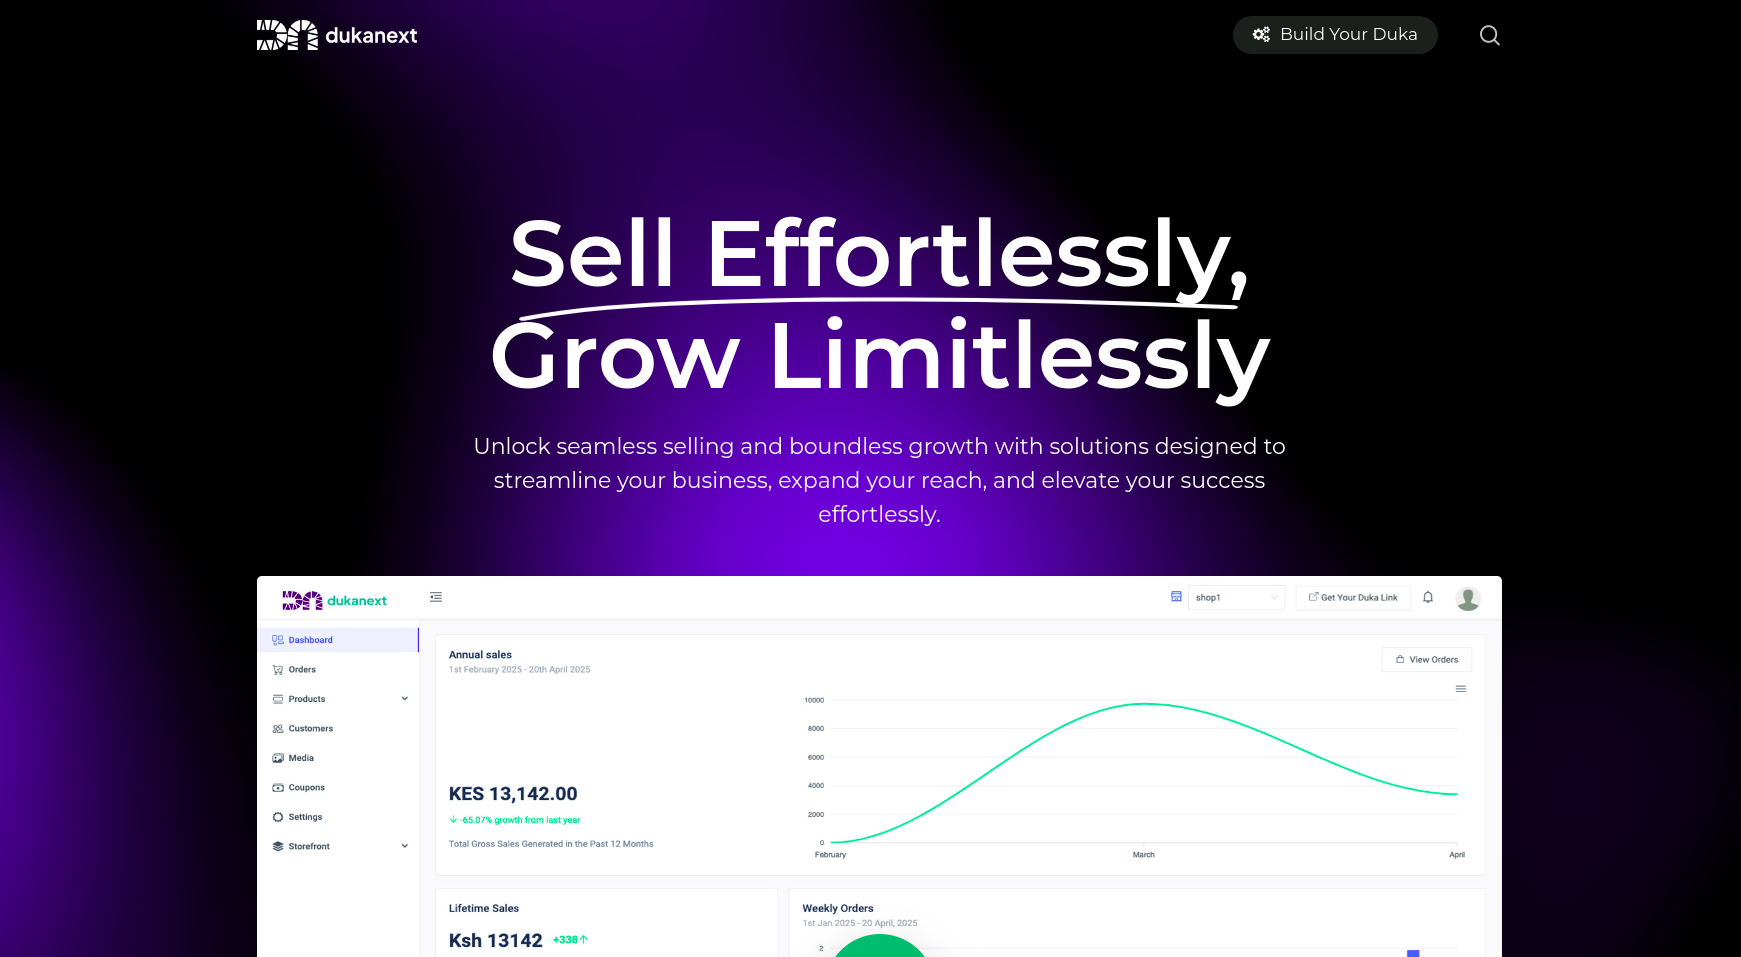 dukanext
Build Your Duka
Sell Effortlessly,
Grow Limitlessly
Unlock seamless selling and boundless growth with solutions designed to
streamline your business, expand your reach, and elevate your success
effortlessly.
dukanext
shop1
Get Your Duka Link
Dashboard
Orders
Products
Customers
Media
Coupons
Settings
Storefront
Annual sales
1st February 2025 - 20th April 2025
View Orders
KES 13,142.00
-65.07% growth from last year
Total Gross Sales Generated in the Past 12 Months
10000
8000
6000
4000
2000
0
February
March
April
Lifetime Sales
Ksh 13142 +338
Weekly Orders
1st Jan 2025 - 20 April, 2025
2